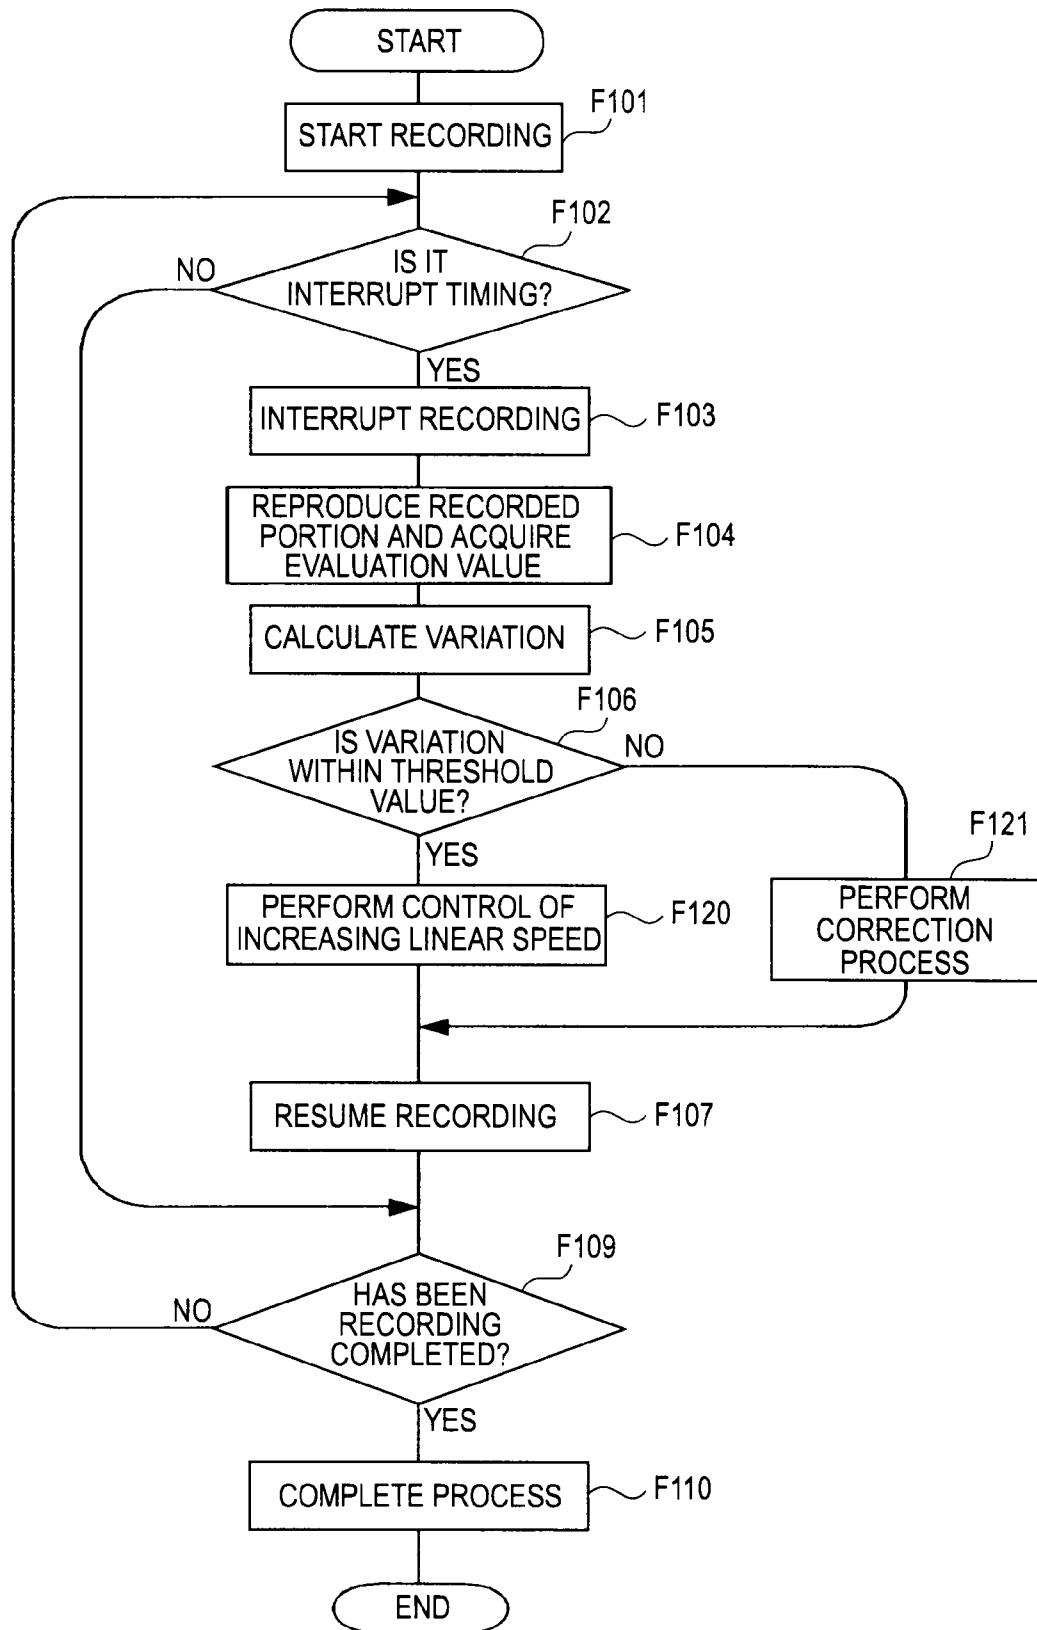 START
F101
START RECORDING
F102
IS IT
INTERRUPT TIMING?
NO
YES
INTERRUPT RECORDING
F103
REPRODUCE RECORDED
PORTION AND ACQUIRE
EVALUATION VALUE
F104
CALCULATE VARIATION
F105
F106
IS VARIATION
WITHIN THRESHOLD
VALUE?
NO
YES
F121
PERFORM CONTROL OF
INCREASING LINEAR SPEED
F120
PERFORM
CORRECTION
PROCESS
RESUME RECORDING
F107
F109
HAS BEEN
RECORDING
COMPLETED?
NO
YES
COMPLETE PROCESS
F110
END